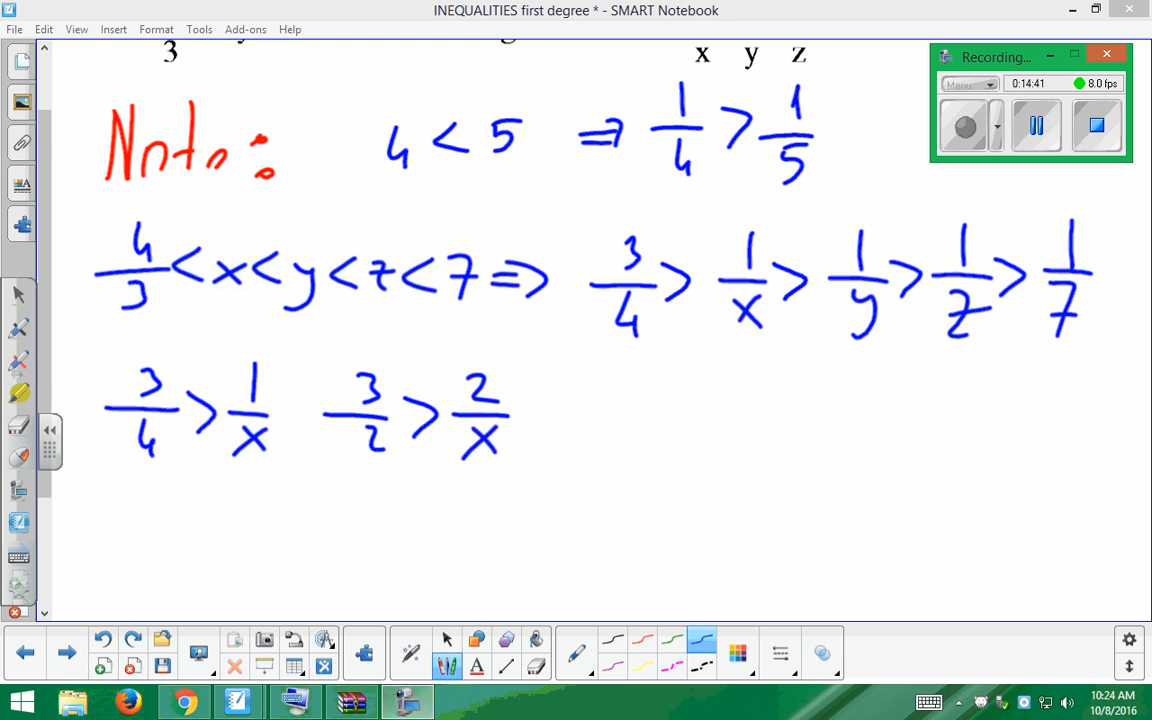 INEQUALITIES first degree * - SMART Notebook
File Edit View Insert Format Tools Add-ons Help
3 x y z
Recording...
Menu 0:14:41 8.0 fps
Note: 4 < 5 ⇒ 1/4 > 1/5
4/3 < x < y < z < 7 ⇒ 3/4 > 1/x > 1/y > 1/z > 1/7
3/4 > 1/x 3/2 > 2/x
A
10:24 AM
10/8/2016